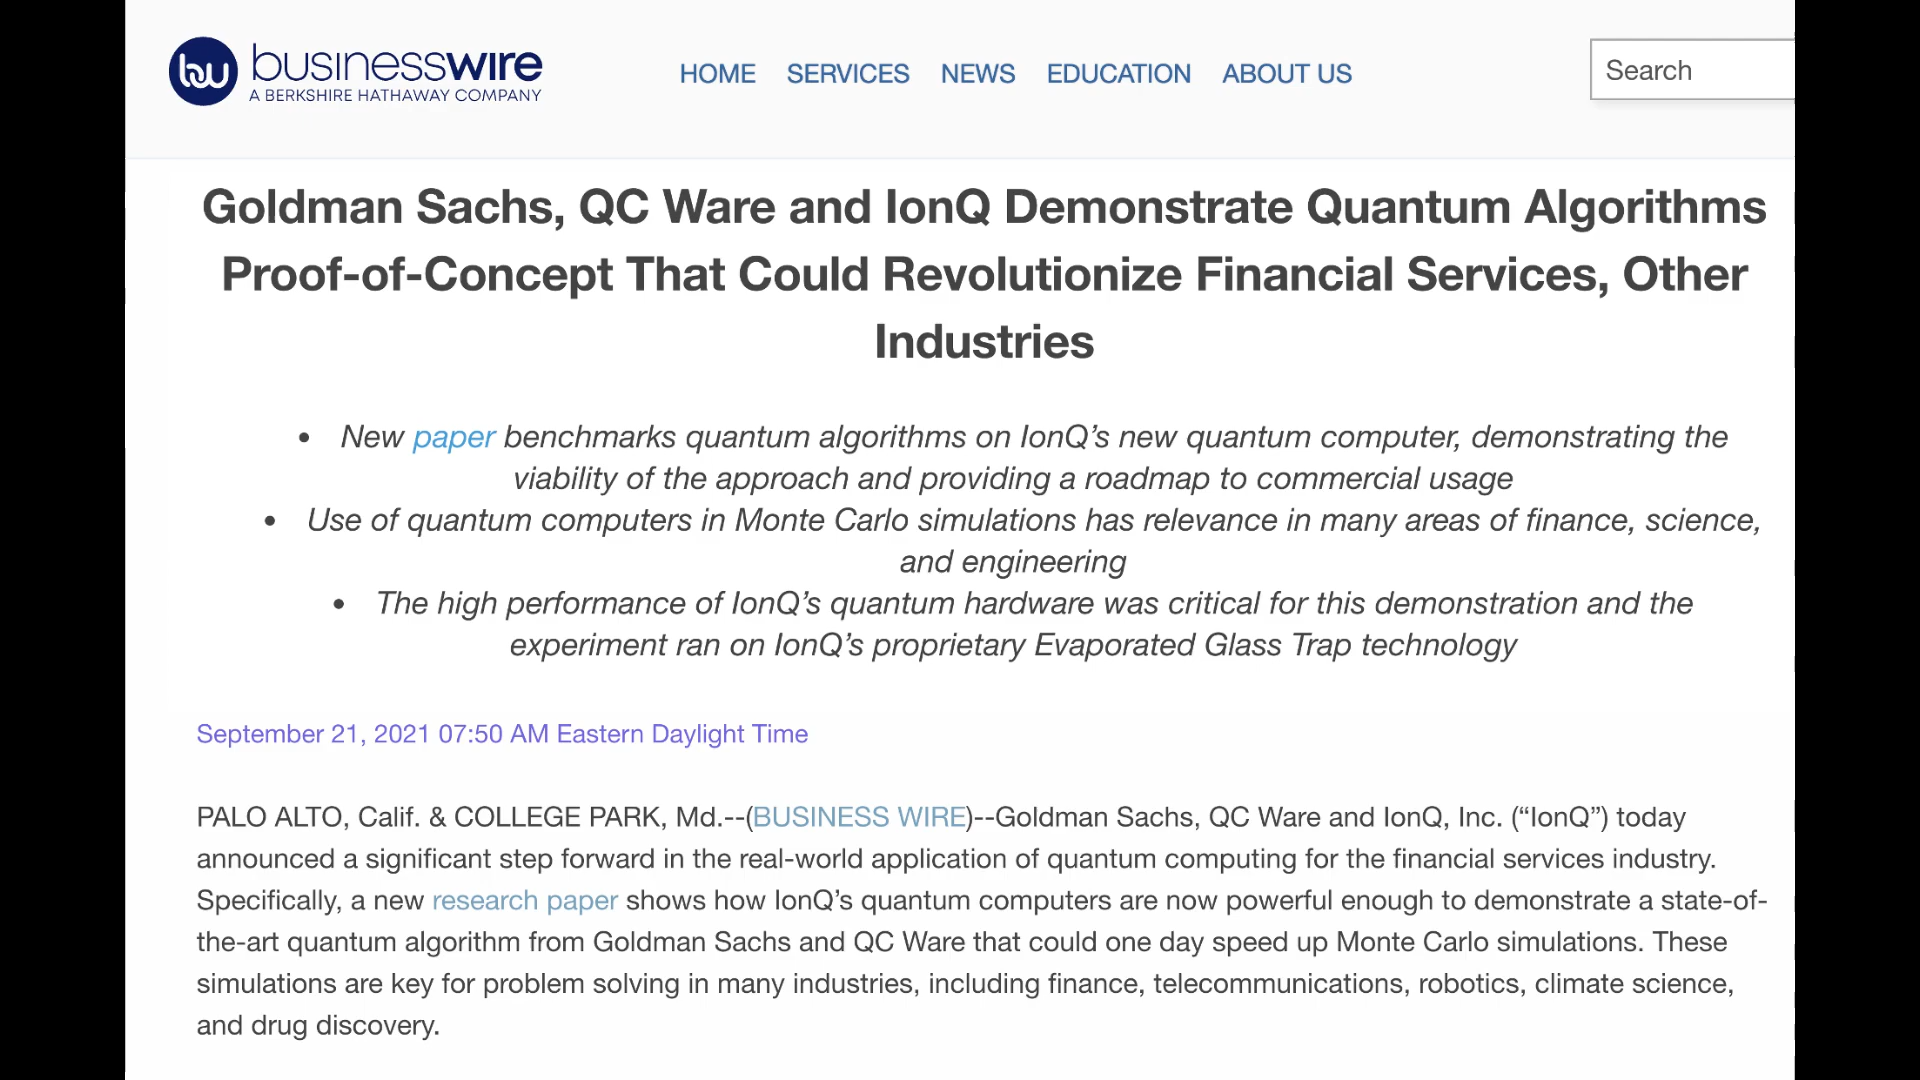 bw businesswire
A BERKSHIRE HATHAWAY COMPANY
HOME SERVICES NEWS EDUCATION ABOUT US
Search
Goldman Sachs, QC Ware and IonQ Demonstrate Quantum Algorithms
Proof-of-Concept That Could Revolutionize Financial Services, Other
Industries
• New paper benchmarks quantum algorithms on IonQ’s new quantum computer, demonstrating the
viability of the approach and providing a roadmap to commercial usage
• Use of quantum computers in Monte Carlo simulations has relevance in many areas of finance, science,
and engineering
• The high performance of IonQ’s quantum hardware was critical for this demonstration and the
experiment ran on IonQ’s proprietary Evaporated Glass Trap technology
September 21, 2021 07:50 AM Eastern Daylight Time
PALO ALTO, Calif. & COLLEGE PARK, Md.--(BUSINESS WIRE)--Goldman Sachs, QC Ware and IonQ, Inc. (“IonQ”) today
announced a significant step forward in the real-world application of quantum computing for the financial services industry.
Specifically, a new research paper shows how IonQ’s quantum computers are now powerful enough to demonstrate a state-of-
the-art quantum algorithm from Goldman Sachs and QC Ware that could one day speed up Monte Carlo simulations. These
simulations are key for problem solving in many industries, including finance, telecommunications, robotics, climate science,
and drug discovery.